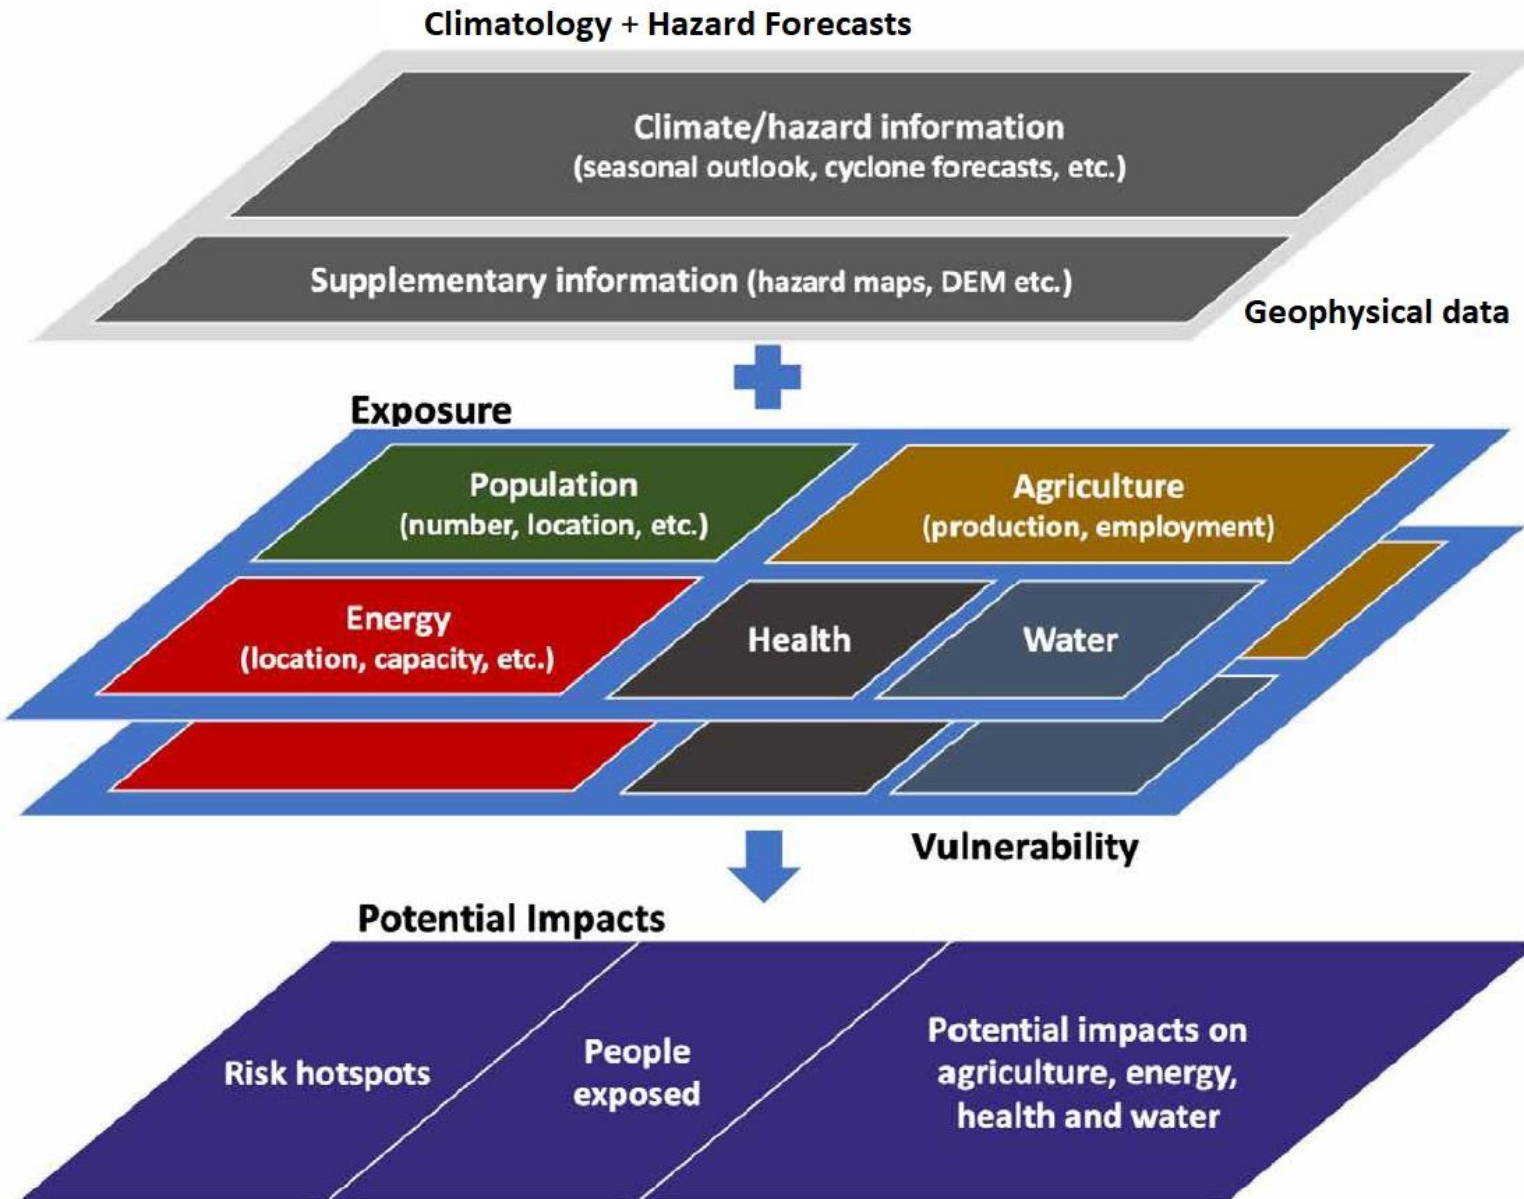 Climatology + Hazard Forecasts
Climate/hazard information
(seasonal outlook, cyclone forecasts, etc.)
Supplementary information (hazard maps, DEM etc.)
Geophysical data
Exposure
Population
(number, location, etc.)
Agriculture
(production, employment)
Energy
(location, capacity, etc.)
Health
Water
Vulnerability
Potential Impacts
Risk hotspots
People
exposed
Potential impacts on
agriculture, energy,
health and water